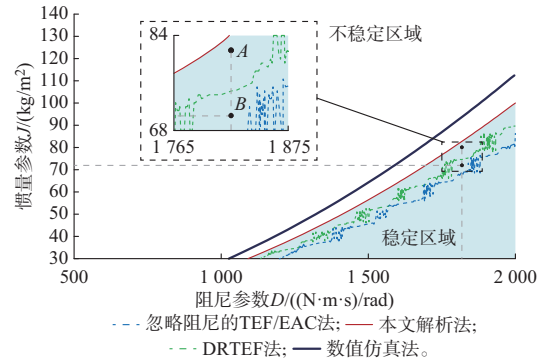 84
68
1 765
1 875
A
B
不稳定区域
稳定区域
140
130
120
110
100
90
80
70
60
50
40
30
惯量参数J/(kg/m²)
500
1 000
1 500
2 000
阻尼参数D/((N·m·s)/rad)
忽略阻尼的TEF/EAC法; 本文解析法;
DRTEF法; 数值仿真法。